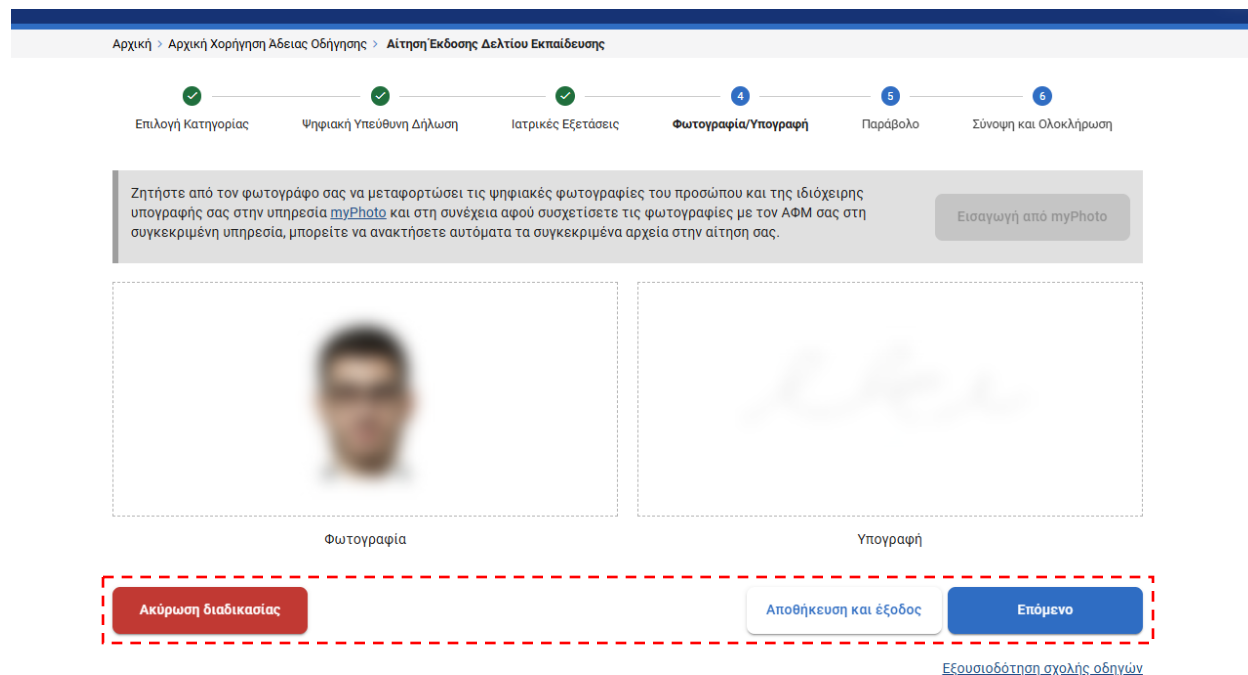 Αρχική > Αρχική Χορήγηση Άδειας Οδήγησης > Αίτηση Έκδοσης Δελτίου Εκπαίδευσης
4 5 6
Επιλογή Κατηγορίας Ψηφιακή Υπεύθυνη Δήλωση Ιατρικές Εξετάσεις Φωτογραφία/Υπογραφή Παράβολο Σύνοψη και Ολοκλήρωση
Ζητήστε από τον φωτογράφο σας να μεταφορτώσει τις ψηφιακές φωτογραφίες του προσώπου και της ιδιόχειρης
υπογραφής σας στην υπηρεσία myPhoto και στη συνέχεια αφού συσχετίσετε τις φωτογραφίες με τον ΑΦΜ σας στη
συγκεκριμένη υπηρεσία, μπορείτε να ανακτήσετε αυτόματα τα συγκεκριμένα αρχεία στην αίτηση σας.
Εισαγωγή από myPhoto
Φωτογραφία Υπογραφή
Ακύρωση διαδικασίας Αποθήκευση και έξοδος Επόμενο
Εξουσιοδότηση σχολής οδηγών